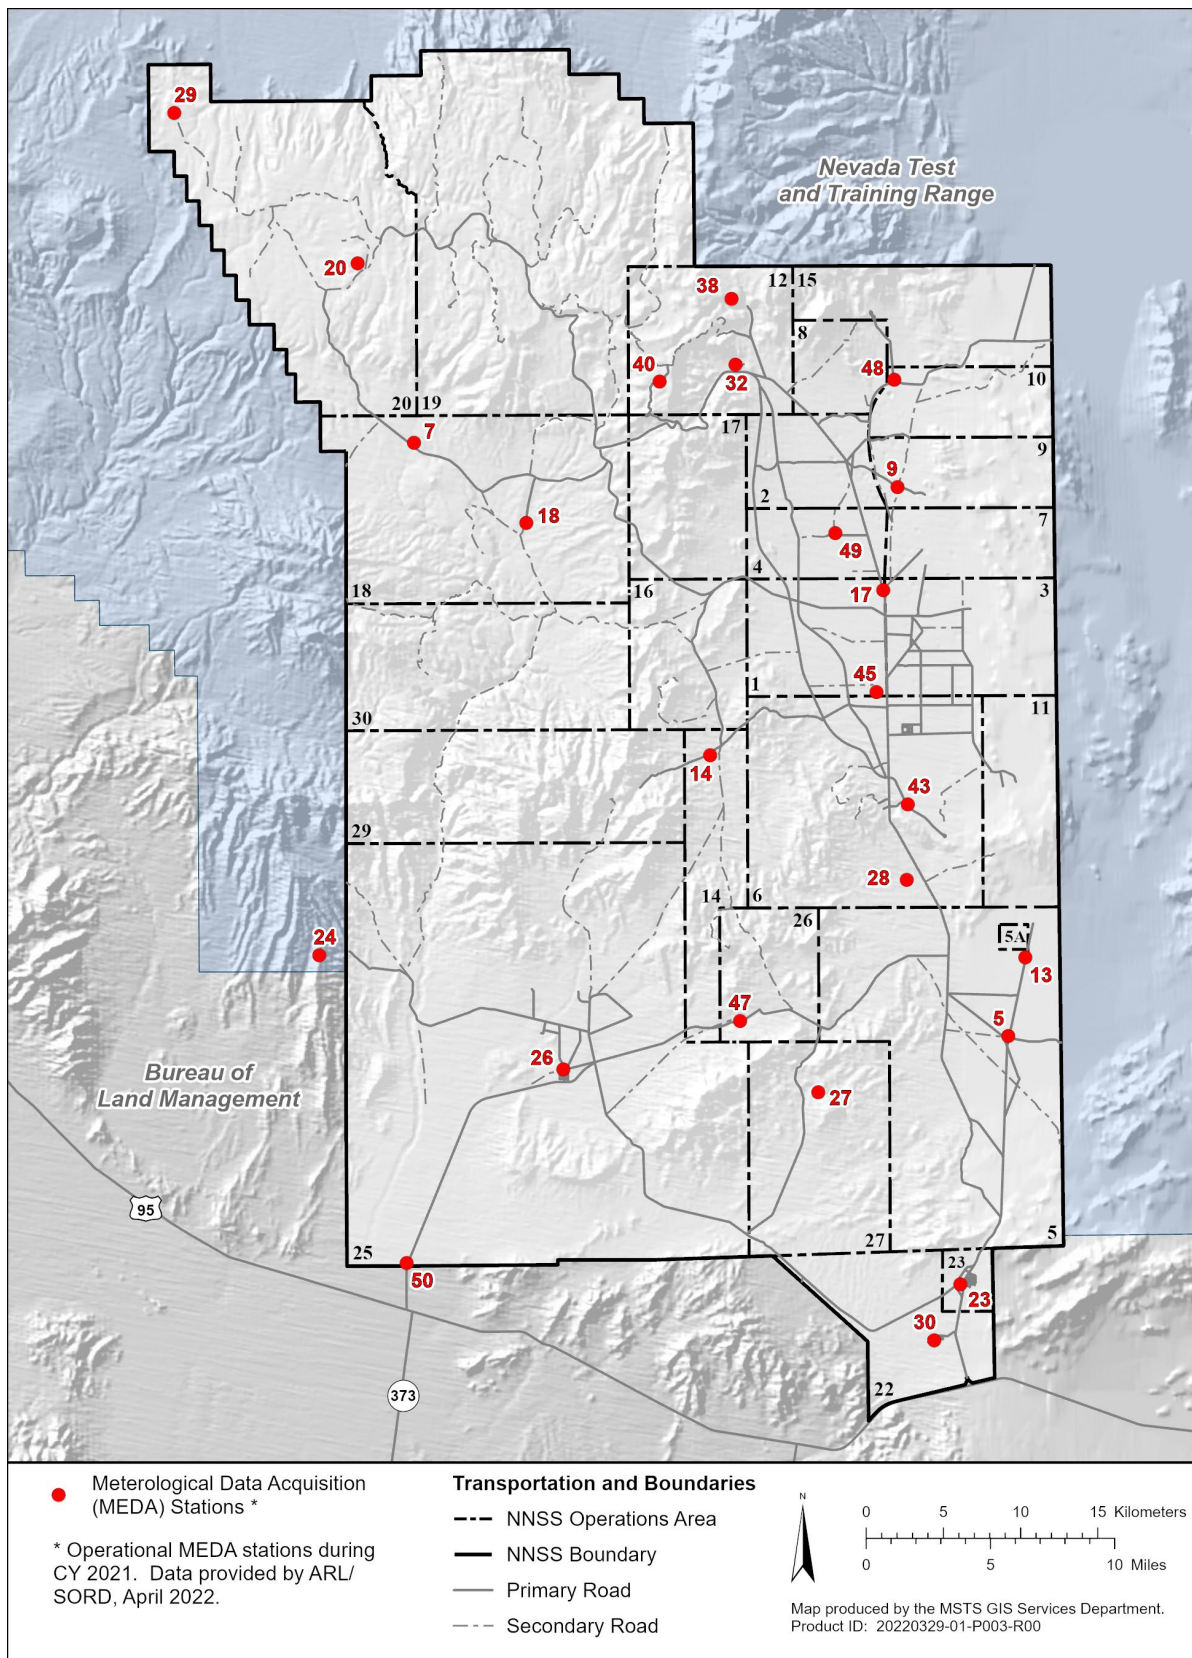 29
Nevada Test
and Training Range
20
38
12
15
8
40
32
48
10
20
19
7
17
9
9
2
18
49
7
4
18
16
17
3
45
1
11
30
14
43
29
28
14
6
26
24
5A
13
47
5
26
27
Bureau of
Land Management
95
25
27
5
50
23
23
30
22
373
Meterological Data Acquisition
(MEDA) Stations *
* Operational MEDA stations during
CY 2021. Data provided by ARL/
SORD, April 2022.
Transportation and Boundaries
NNSS Operations Area
NNSS Boundary
Primary Road
Secondary Road
N
0 5 10 15 Kilometers
0 5 10 Miles
Map produced by the MSTS GIS Services Department.
Product ID: 20220329-01-P003-R00